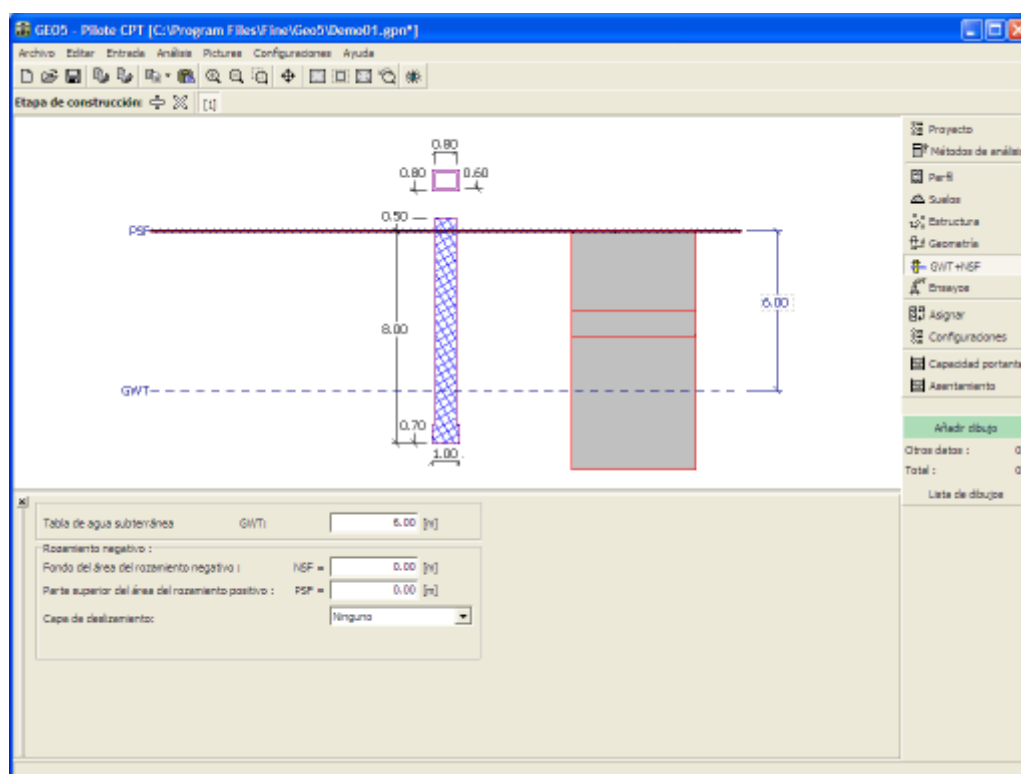 GEO5 - Pilote CPT [C:\Program Files\Fine\Geo5\Demo01.gpn*]
Archivo Editar Entrada Análisis Pictures Configuraciones Ayuda
Etapa de construcción: [1]
0.80
0.80 0.60
0.50
PSF
6.00
8.00
GWT
0.70
1.00
Proyecto
Métodos de análisis
Perfil
Suelos
Estructura
Geometría
GWT+NSF
Ensayos
Asignar
Configuraciones
Capacidad portante
Asentamiento
Añadir dibujo
Otros datos : 0
Total : 0
Lista de dibujos
Tabla de agua subterránea GWT: 6.00 [m]
Rozamiento negativo :
Fondo del área del rozamiento negativo : NSF = 0.00 [m]
Parte superior del área del rozamiento positivo : PSF = 0.00 [m]
Capa de deslizamiento: Ninguno